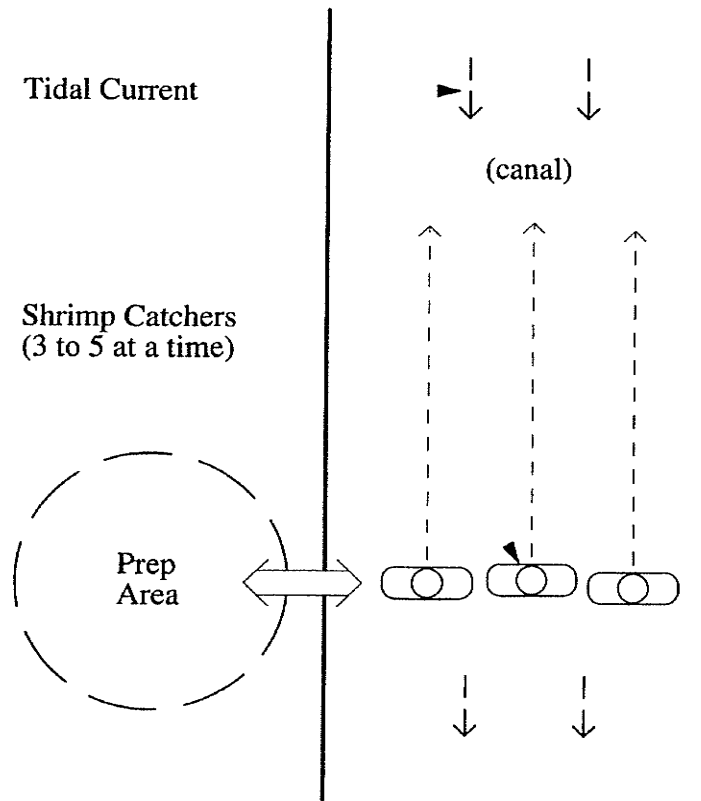 Tidal Current
(canal)
Shrimp Catchers
(3 to 5 at a time)
Prep
Area